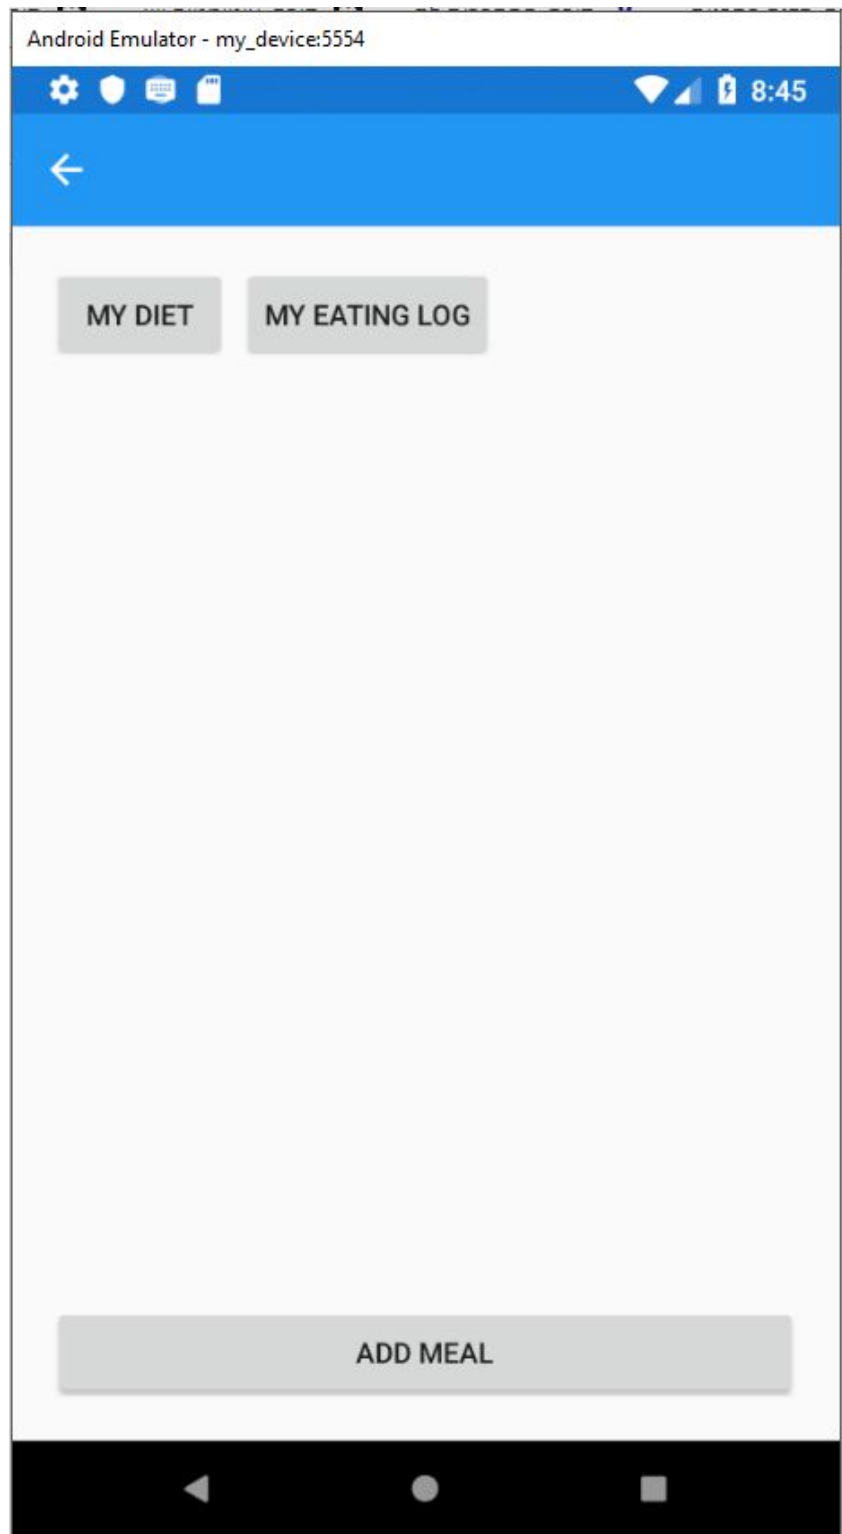 Android Emulator - my_device:5554
8:45
MY DIET
MY EATING LOG
ADD MEAL